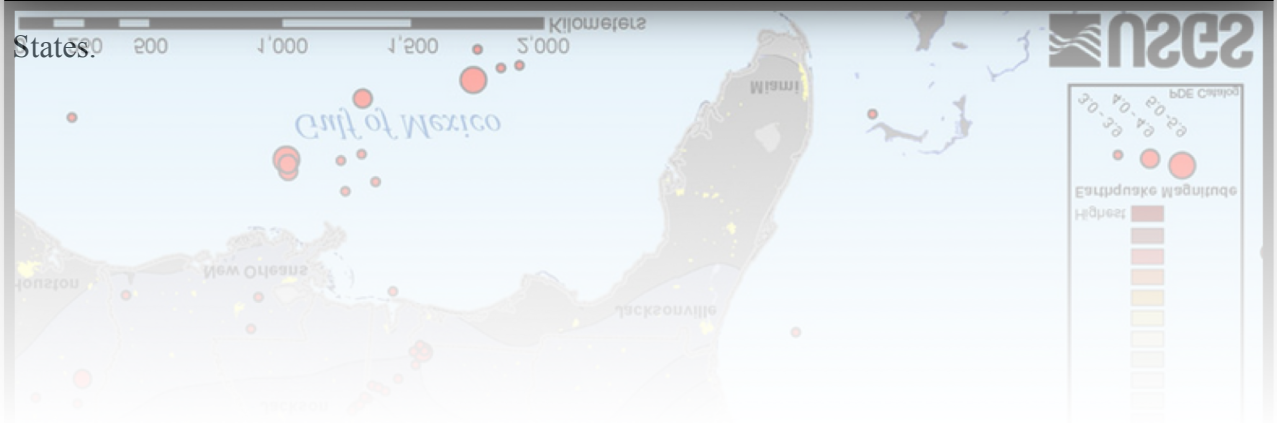 Kilometers
States.
250 500 1,000 1,500 2,000
USGS
Miami
PDE Catalog
3.0 - 3.9 4.0 - 4.9 5.0 - 5.9
Gulf of Mexico
Earthquake Magnitude
Highest
New Orleans
Houston
Jacksonville